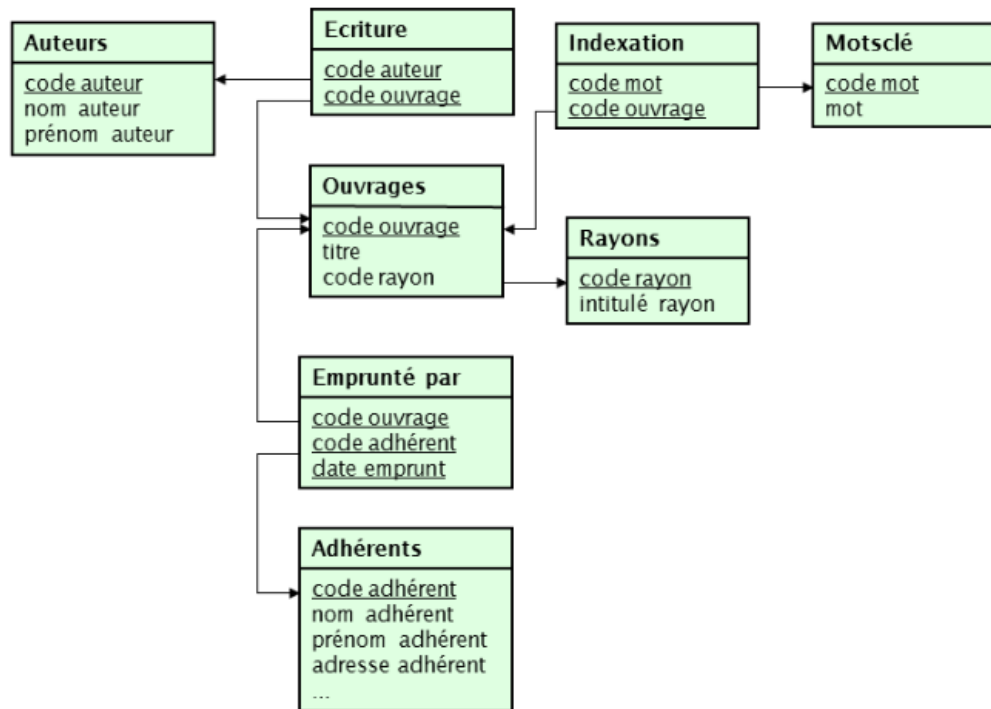 Auteurs
code auteur
nom auteur
prénom auteur
Ecriture
code auteur
code ouvrage
Indexation
code mot
code ouvrage
Motsclé
code mot
mot
Ouvrages
code ouvrage
titre
code rayon
Rayons
code rayon
intitulé rayon
Emprunté par
code ouvrage
code adhérent
date emprunt
Adhérents
code adhérent
nom adhérent
prénom adhérent
adresse adhérent
...